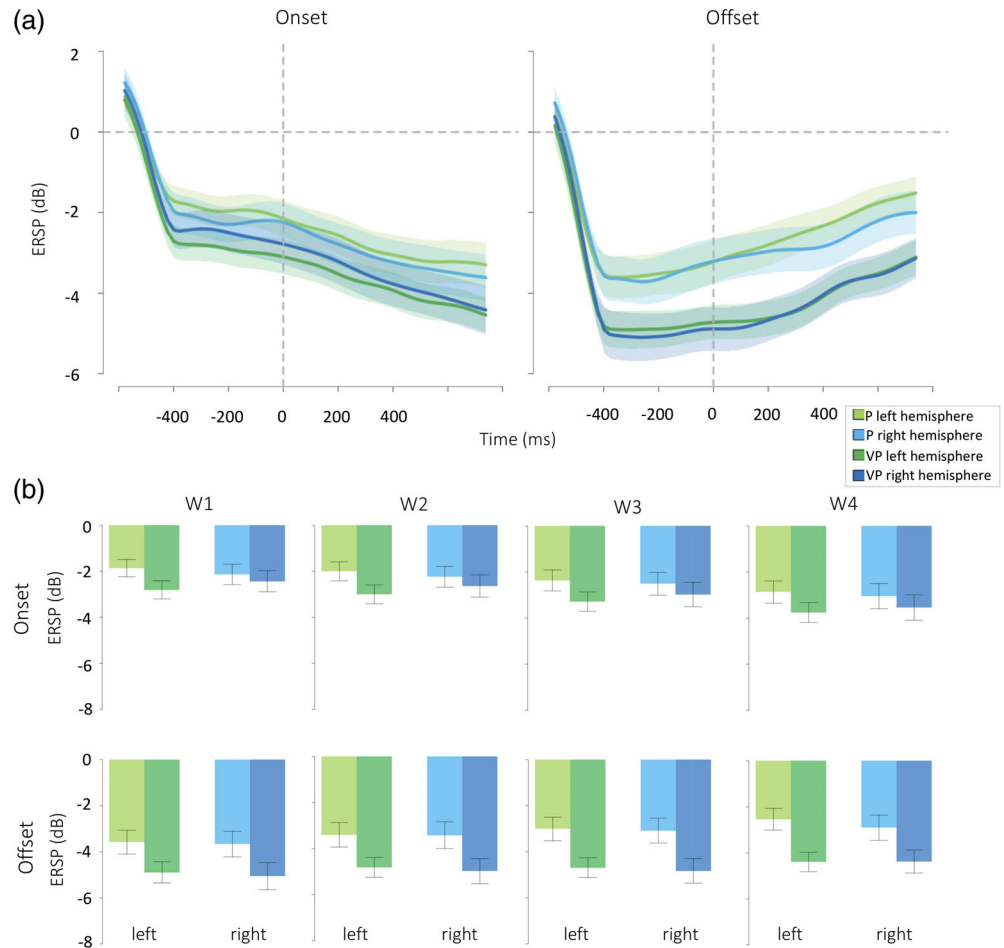 (a)
Onset
Offset
2
0
-2
-4
-6
ERSP (dB)
-400
-200
0
200
400
-400
-200
0
200
400
Time (ms)
P left hemisphere
P right hemisphere
VP left hemisphere
VP right hemisphere
(b)
W1
W2
W3
W4
Onset
ERSP (dB)
0
-2
-4
-6
-8
Offset
ERSP (dB)
0
-2
-4
-6
-8
left
right
left
right
left
right
left
right